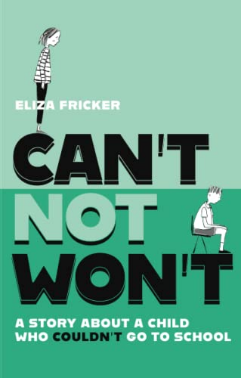 ELIZA FRICKER
CAN'T
NOT
WON'T
A STORY ABOUT A CHILD
WHO COULDN'T GO TO SCHOOL